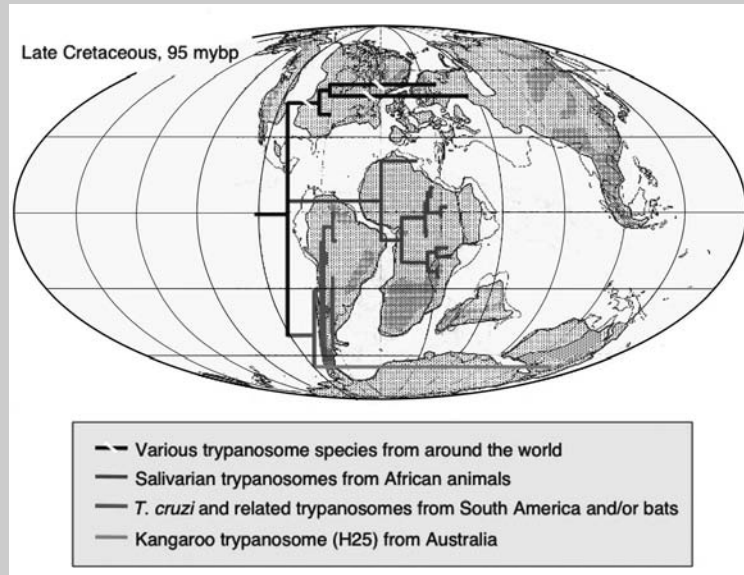 Late Cretaceous, 95 mybp
Various trypanosome species from around the world
Salivarian trypanosomes from African animals
T. cruzi and related trypanosomes from South America and/or bats
Kangaroo trypanosome (H25) from Australia